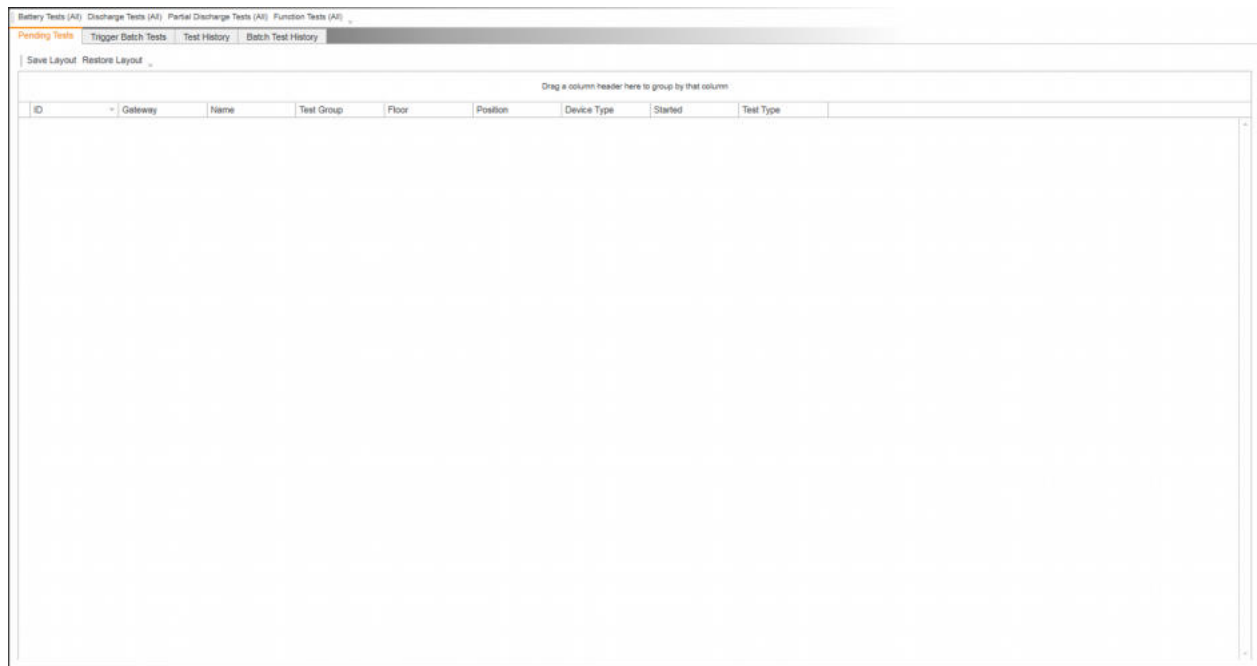 Battery Tests (All) Discharge Tests (All) Partial Discharge Tests (All) Function Tests (All)
Pending Tests Trigger Batch Tests Test History Batch Test History
Save Layout Restore Layout
Drag a column header here to group by that column
ID Gateway Name Test Group Floor Position Device Type Started Test Type